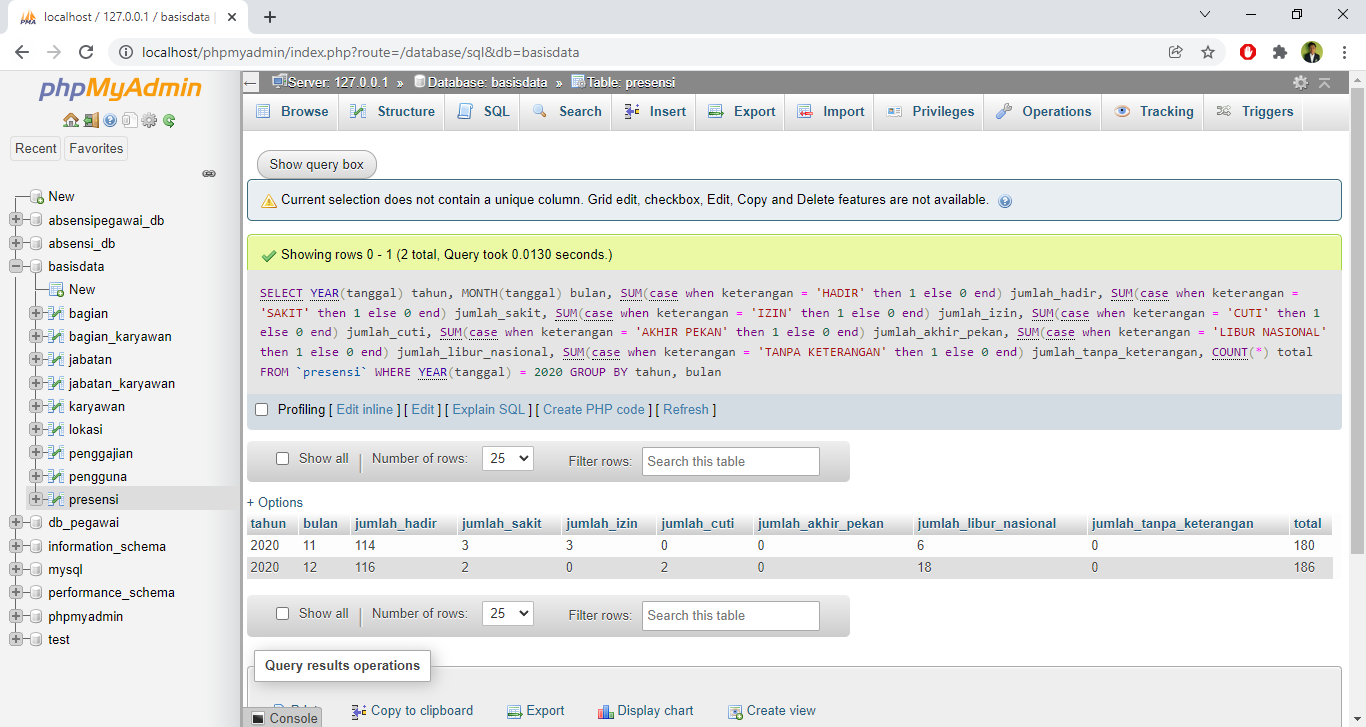 localhost / 127.0.0.1 / basisdata |
localhost/phpmyadmin/index.php?route=/database/sql&db=basisdata
phpMyAdmin
Recent Favorites
New
absensipegawai_db
absensi_db
basisdata
New
bagian
bagian_karyawan
jabatan
jabatan_karyawan
karyawan
lokasi
penggajian
pengguna
presensi
db_pegawai
information_schema
mysql
performance_schema
phpmyadmin
test
Server: 127.0.0.1 » Database: basisdata » Table: presensi
Browse Structure SQL Search Insert Export Import Privileges Operations Tracking Triggers
Show query box
Current selection does not contain a unique column. Grid edit, checkbox, Edit, Copy and Delete features are not available.
Showing rows 0 - 1 (2 total, Query took 0.0130 seconds.)
SELECT YEAR(tanggal) tahun, MONTH(tanggal) bulan, SUM(case when keterangan = 'HADIR' then 1 else 0 end) jumlah_hadir, SUM(case when keterangan =
'SAKIT' then 1 else 0 end) jumlah_sakit, SUM(case when keterangan = 'IZIN' then 1 else 0 end) jumlah_izin, SUM(case when keterangan = 'CUTI' then 1
else 0 end) jumlah_cuti, SUM(case when keterangan = 'AKHIR PEKAN' then 1 else 0 end) jumlah_akhir_pekan, SUM(case when keterangan = 'LIBUR NASIONAL'
then 1 else 0 end) jumlah_libur_nasional, SUM(case when keterangan = 'TANPA KETERANGAN' then 1 else 0 end) jumlah_tanpa_keterangan, COUNT(*) total
FROM `presensi` WHERE YEAR(tanggal) = 2020 GROUP BY tahun, bulan
Profiling [ Edit inline ] [ Edit ] [ Explain SQL ] [ Create PHP code ] [ Refresh ]
Show all | Number of rows: 25 Filter rows: Search this table
+ Options
tahun bulan jumlah_hadir jumlah_sakit jumlah_izin jumlah_cuti jumlah_akhir_pekan jumlah_libur_nasional jumlah_tanpa_keterangan total
2020 11 114 3 3 0 0 6 0 180
2020 12 116 2 0 2 0 18 0 186
Show all | Number of rows: 25 Filter rows: Search this table
Query results operations
Print Copy to clipboard Export Display chart Create view
Console